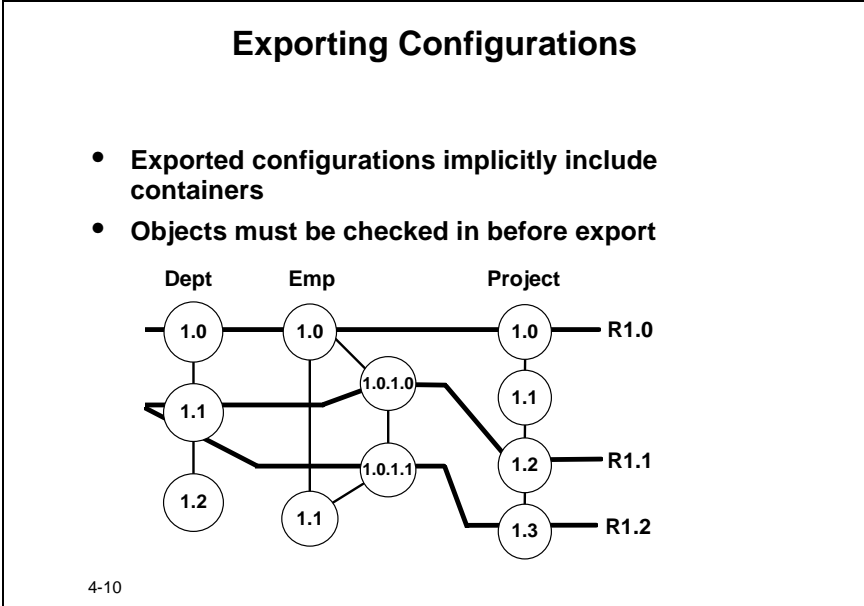 Exporting Configurations
• Exported configurations implicitly include
containers
• Objects must be checked in before export
Dept Emp Project
1.0 1.0 1.0 R1.0
1.0.1.0
1.1 1.1
1.0.1.1 1.2 R1.1
1.2 1.1 1.3 R1.2
4-10